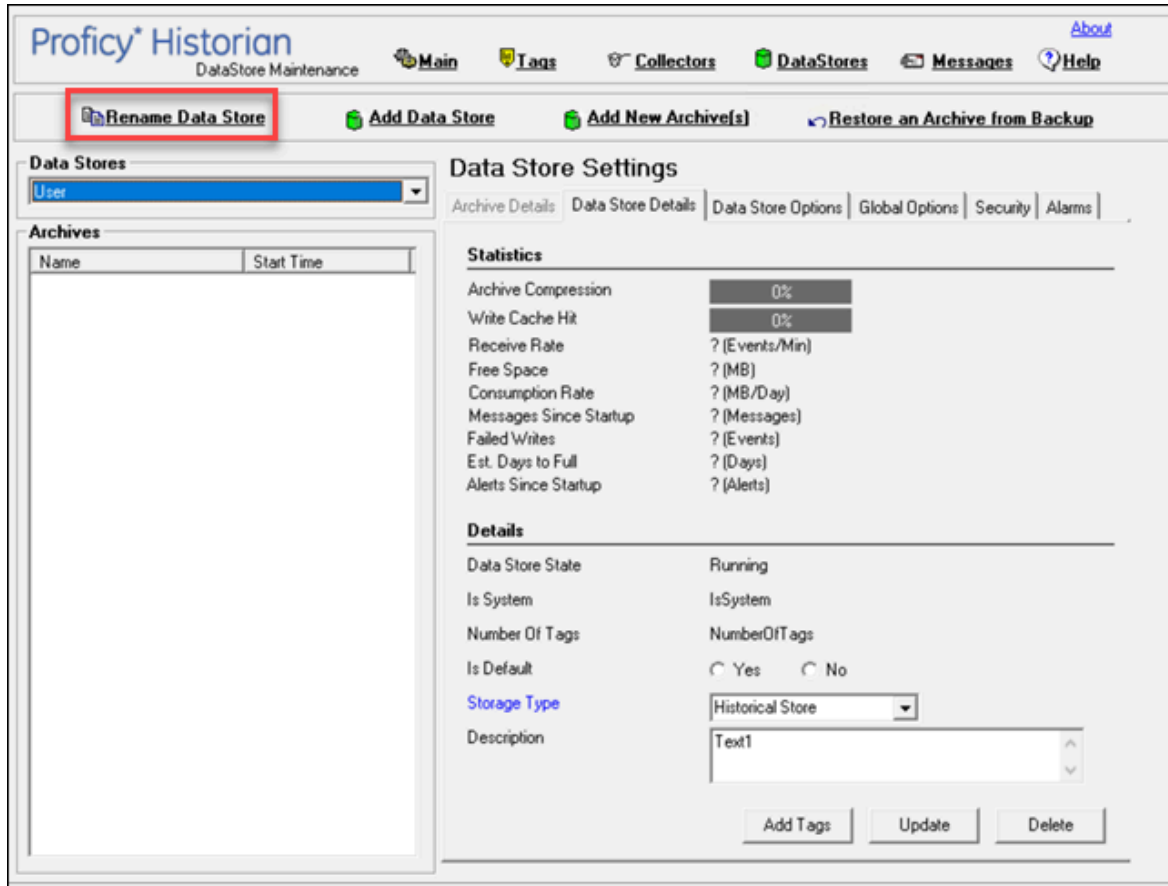 About
Proficy* Historian
DataStore Maintenance
Main Tags Collectors DataStores Messages Help
Rename Data Store Add Data Store Add New Archive(s) Restore an Archive from Backup
Data Stores
User
Data Store Settings
Archive Details Data Store Details Data Store Options Global Options Security Alarms
Archives
Name Start Time
Statistics
Archive Compression 0%
Write Cache Hit 0%
Receive Rate ? (Events/Min)
Free Space ? (MB)
Consumption Rate ? (MB/Day)
Messages Since Startup ? (Messages)
Failed Writes ? (Events)
Est. Days to Full ? (Days)
Alerts Since Startup ? (Alerts)
Details
Data Store State Running
Is System IsSystem
Number Of Tags NumberOfTags
Is Default Yes No
Storage Type Historical Store
Description Text1
Add Tags Update Delete